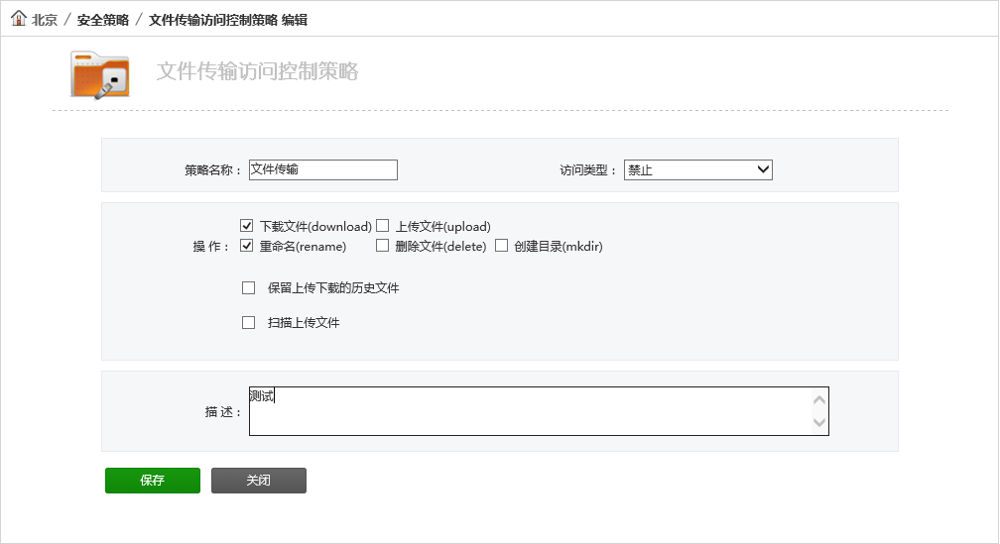 北京 / 安全策略 / 文件传输访问控制策略 编辑
文件传输访问控制策略
策略名称： 文件传输 访问类型： 禁止
下载文件(download) 上传文件(upload)
操 作： 重命名(rename) 删除文件(delete) 创建目录(mkdir)
保留上传下载的历史文件
扫描上传文件
描 述： 测试
保存 关闭